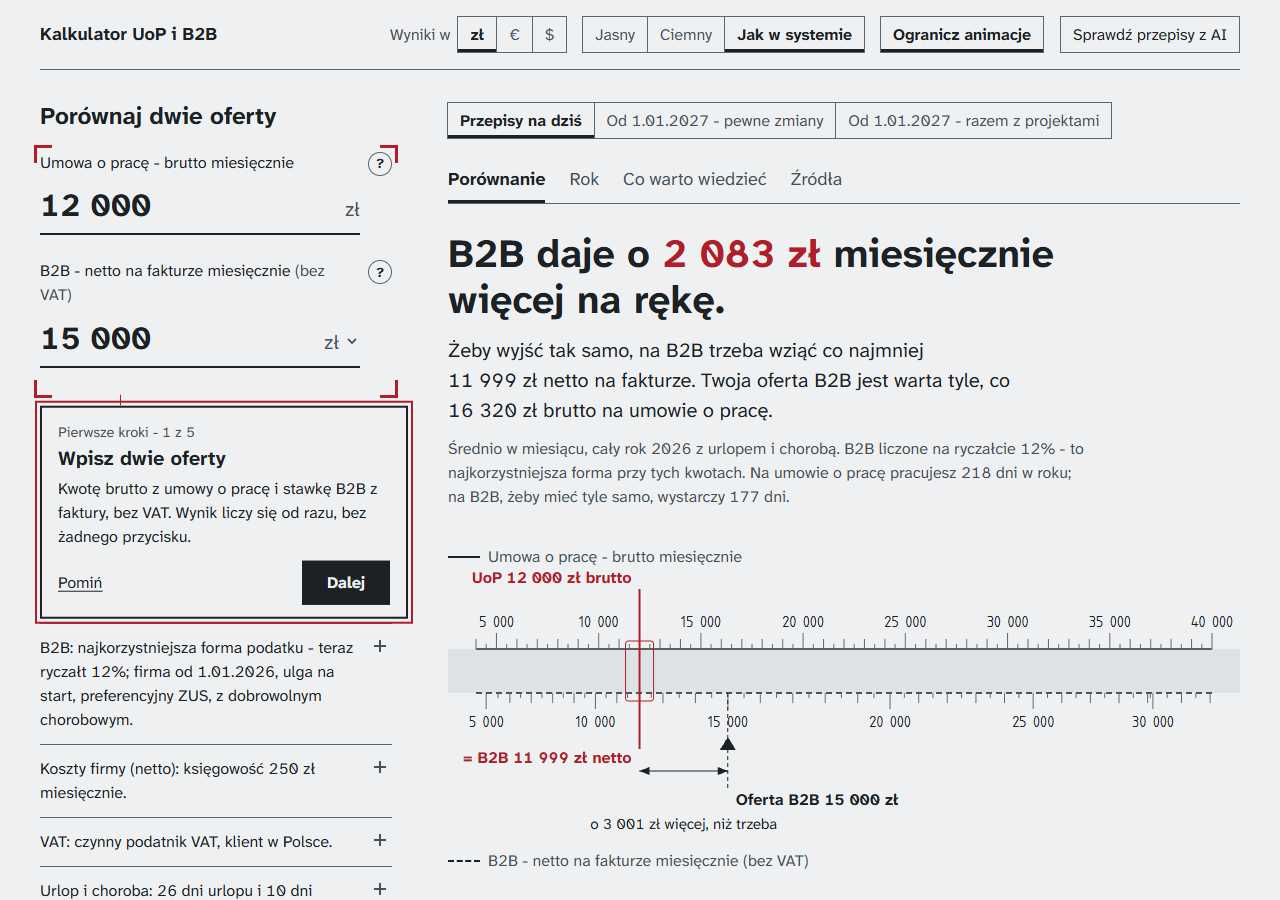 Kalkulator UoP i B2B
Wyniki w zł € $ Jasny Ciemny Jak w systemie Ogranicz animacje Sprawdź przepisy z AI
Porównaj dwie oferty
Umowa o pracę - brutto miesięcznie ?
12 000 zł
B2B - netto na fakturze miesięcznie (bez
VAT) ?
15 000 zł
Pierwsze kroki - 1 z 5
Wpisz dwie oferty
Kwotę brutto z umowy o pracę i stawkę B2B z
faktury, bez VAT. Wynik liczy się od razu, bez
żadnego przycisku.
Pomiń Dalej
B2B: najkorzystniejsza forma podatku - teraz
ryczałt 12%; firma od 1.01.2026, ulga na
start, preferencyjny ZUS, z dobrowolnym
chorobowym.
Koszty firmy (netto): księgowość 250 zł
miesięcznie.
VAT: czynny podatnik VAT, klient w Polsce.
Urlop i choroba: 26 dni urlopu i 10 dni
Przepisy na dziś Od 1.01.2027 - pewne zmiany Od 1.01.2027 - razem z projektami
Porównanie Rok Co warto wiedzieć Źródła
B2B daje o 2 083 zł miesięcznie
więcej na rękę.
Żeby wyjść tak samo, na B2B trzeba wziąć co najmniej
11 999 zł netto na fakturze. Twoja oferta B2B jest warta tyle, co
16 320 zł brutto na umowie o pracę.
Średnio w miesiącu, cały rok 2026 z urlopem i chorobą. B2B liczone na ryczałcie 12% - to
najkorzystniejsza forma przy tych kwotach. Na umowie o pracę pracujesz 218 dni w roku;
na B2B, żeby mieć tyle samo, wystarczy 177 dni.
Umowa o pracę - brutto miesięcznie
UoP 12 000 zł brutto
5 000 10 000 15 000 20 000 25 000 30 000 35 000 40 000
5 000 10 000 15 000 20 000 25 000 30 000
= B2B 11 999 zł netto
Oferta B2B 15 000 zł
o 3 001 zł więcej, niż trzeba
B2B - netto na fakturze miesięcznie (bez VAT)